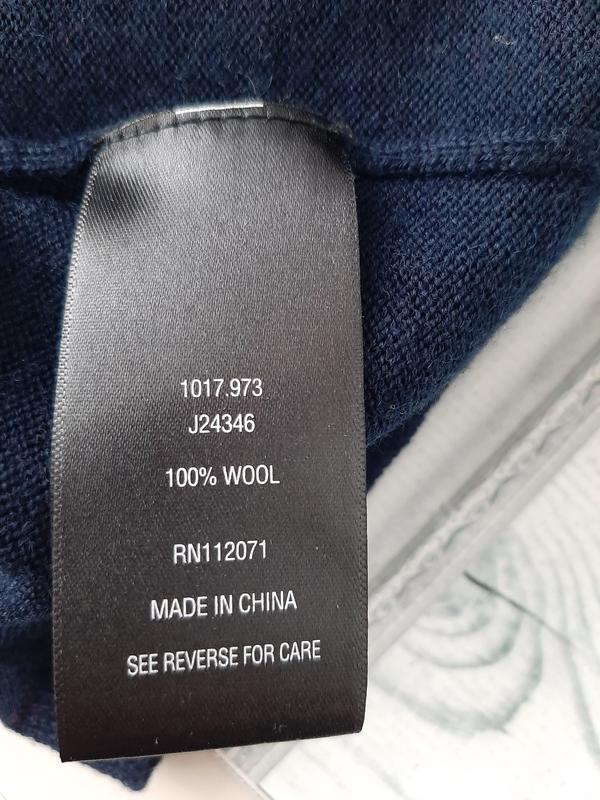 1017.973
J24346
100% WOOL
RN112071
MADE IN CHINA
SEE REVERSE FOR CARE